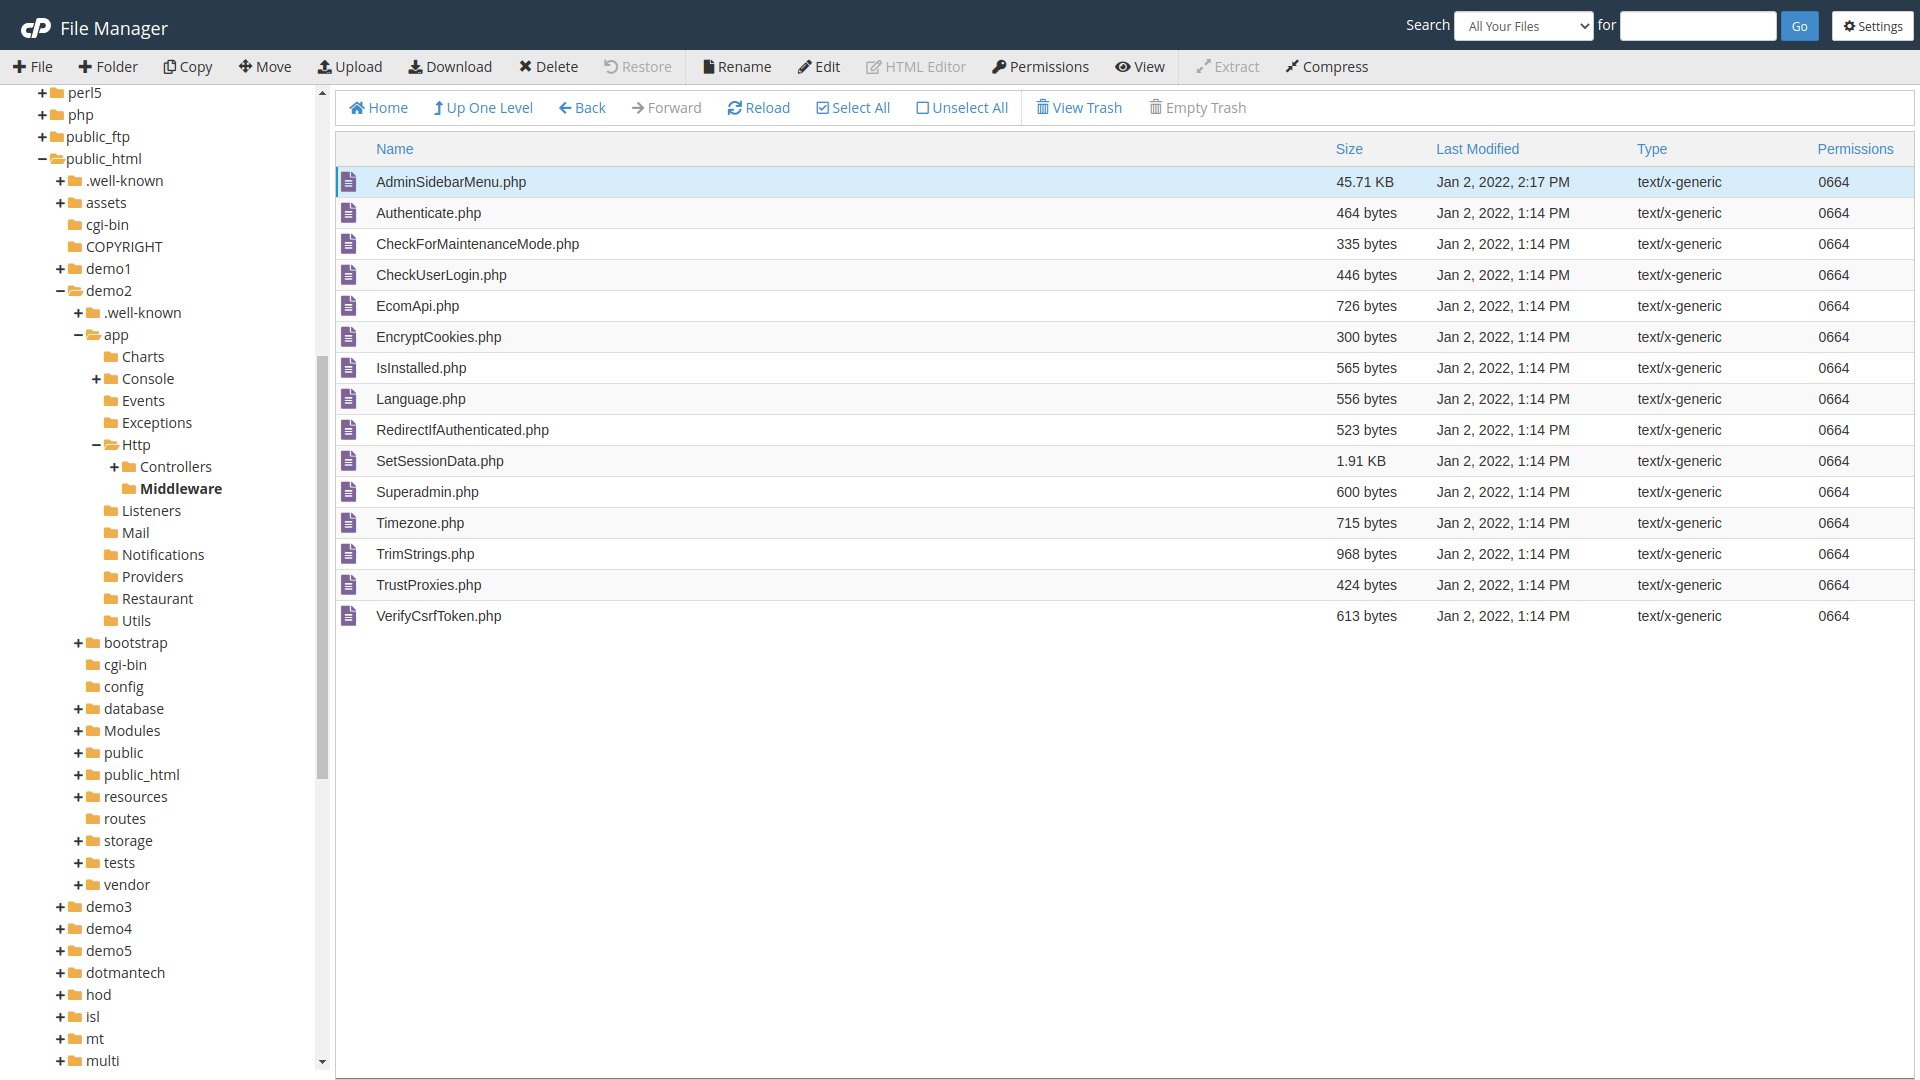 cP File Manager Search All Your Files for Go Settings
File Folder Copy Move Upload Download Delete Restore Rename Edit HTML Editor Permissions View Extract Compress
perl5
php
public_ftp
public_html
.well-known
assets
cgi-bin
COPYRIGHT
demo1
demo2
.well-known
app
Charts
Console
Events
Exceptions
Http
Controllers
Middleware
Listeners
Mail
Notifications
Providers
Restaurant
Utils
bootstrap
cgi-bin
config
database
Modules
public
public_html
resources
routes
storage
tests
vendor
demo3
demo4
demo5
dotmantech
hod
isl
mt
multi
Home Up One Level Back Forward Reload Select All Unselect All View Trash Empty Trash
Name Size Last Modified Type Permissions
AdminSidebarMenu.php 45.71 KB Jan 2, 2022, 2:17 PM text/x-generic 0664
Authenticate.php 464 bytes Jan 2, 2022, 1:14 PM text/x-generic 0664
CheckForMaintenanceMode.php 335 bytes Jan 2, 2022, 1:14 PM text/x-generic 0664
CheckUserLogin.php 446 bytes Jan 2, 2022, 1:14 PM text/x-generic 0664
EcomApi.php 726 bytes Jan 2, 2022, 1:14 PM text/x-generic 0664
EncryptCookies.php 300 bytes Jan 2, 2022, 1:14 PM text/x-generic 0664
IsInstalled.php 565 bytes Jan 2, 2022, 1:14 PM text/x-generic 0664
Language.php 556 bytes Jan 2, 2022, 1:14 PM text/x-generic 0664
RedirectIfAuthenticated.php 523 bytes Jan 2, 2022, 1:14 PM text/x-generic 0664
SetSessionData.php 1.91 KB Jan 2, 2022, 1:14 PM text/x-generic 0664
Superadmin.php 600 bytes Jan 2, 2022, 1:14 PM text/x-generic 0664
Timezone.php 715 bytes Jan 2, 2022, 1:14 PM text/x-generic 0664
TrimStrings.php 968 bytes Jan 2, 2022, 1:14 PM text/x-generic 0664
TrustProxies.php 424 bytes Jan 2, 2022, 1:14 PM text/x-generic 0664
VerifyCsrfToken.php 613 bytes Jan 2, 2022, 1:14 PM text/x-generic 0664